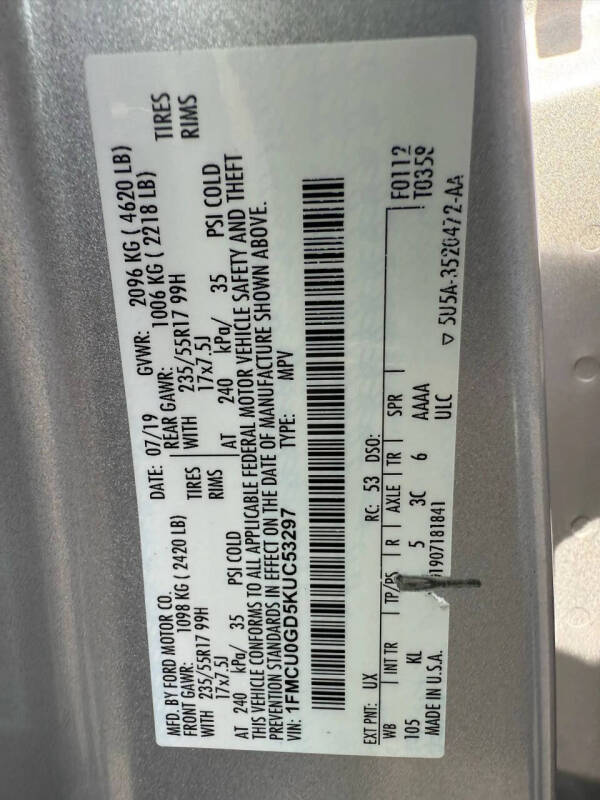 MFD. BY FORD MOTOR CO.
DATE: 07/19 GVWR: 2096 KG ( 4620 LB)
FRONT GAWR: 1098 KG ( 2420 LB) REAR GAWR: 1006 KG ( 2218 LB)
WITH 235/55R17 99H TIRES WITH 235/55R17 99H TIRES
17x7.5J RIMS 17x7.5J RIMS
AT 240 kPa/ 35 PSI COLD AT 240 kPa/ 35 PSI COLD
THIS VEHICLE CONFORMS TO ALL APPLICABLE FEDERAL MOTOR VEHICLE SAFETY AND THEFT
PREVENTION STANDARDS IN EFFECT ON THE DATE OF MANUFACTURE SHOWN ABOVE.
VIN: 1FMCU0GD5KUC53297 TYPE: MPV
EXT PNT: UX RC: 53 DSO: F0112
WB INT TR TP/PS R AXLE TR SPR T0358
105 KL 5 3C 6 AAAA
MADE IN U.S.A. 1907181841 ULC
▽ 5U5A-3520472-AA